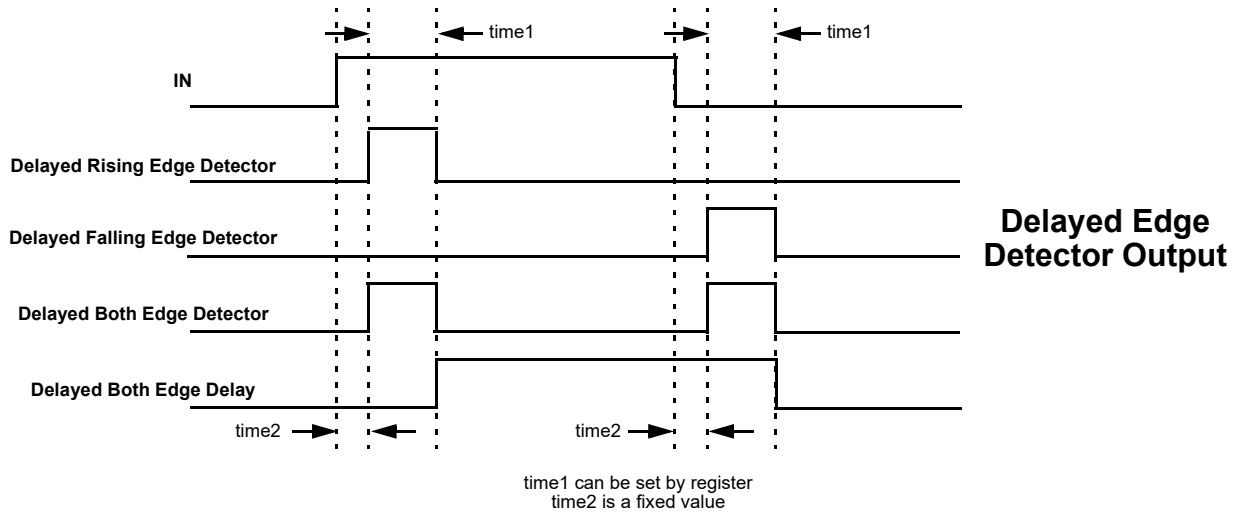 time1
time1
IN
Delayed Rising Edge Detector
Delayed Falling Edge Detector
Delayed Edge
Detector Output
Delayed Both Edge Detector
Delayed Both Edge Delay
time2
time2
time1 can be set by register
time2 is a fixed value